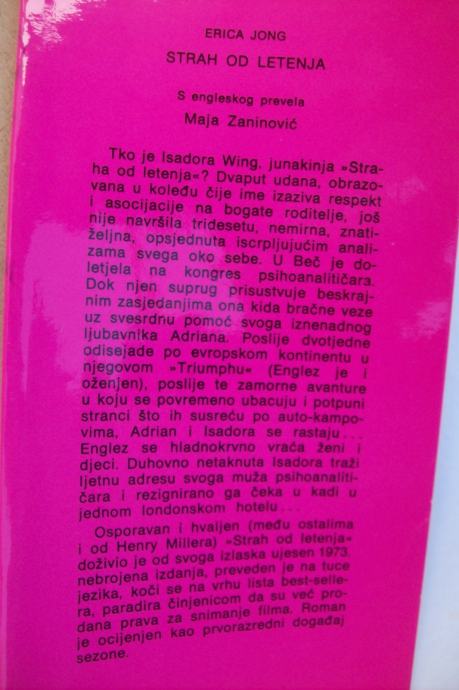 ERICA JONG
STRAH OD LETENJA
S engleskog prevela
Maja Zaninović
Tko je Isadora Wing, junakinja »Stra-
ha od letenja«? Dvaput udana, obrazo-
vana u koleđu čije ime izaziva respekt
i asocijacije na bogate roditelje, još
nije navršila tridesetu, nemirna, znati-
željna, opsjednuta iscrpljujućim anali-
zama svega oko sebe. U Beč je do-
letjela na kongres psihoanalitičara.
Dok njen suprug prisustvuje beskraj-
nim zasjedanjima ona kida bračne veze
uz svesrdnu pomoć svoga iznenadnog
ljubavnika Adriana. Poslije dvotjedne
odisejade po evropskom kontinentu u
njegovom »Triumphu« (Englez je i
oženjen), poslije te zamorne avanture
u koju se povremeno ubacuju i potpuni
stranci što ih susreću po auto-kampo-
vima, Adrian i Isadora se rastaju...
Englez se hladnokrvno vraća ženi i
djeci. Duhovno netaknuta Isadora traži
ljetnu adresu svoga muža psihoanaliti-
čara i rezignirano ga čeka u kadi u
jednom londonskom hotelu...
Osporavan i hvaljen (među ostalima
i od Henry Millera) »Strah od letenja«
doživio je od svoga izlaska ujesen 1973.
nebrojena izdanja, preveden je na tuce
jezika, koči se na vrhu lista best-selle-
ra, paradira činjenicom da su već pro-
dana prava za snimanje filma. Roman
je ocijenjen kao prvorazredni događaj
sezone.